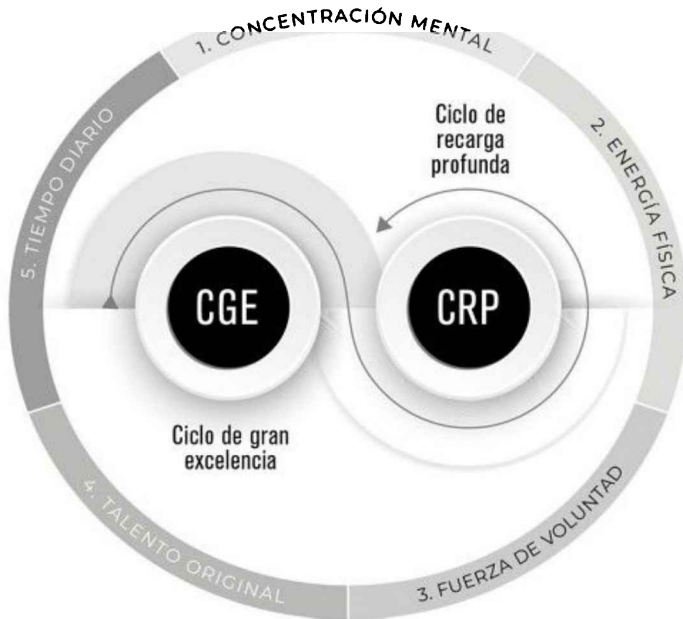 1. CONCENTRACIÓN MENTAL
2. ENERGÍA FÍSICA
3. FUERZA DE VOLUNTAD
4. TALENTO ORIGINAL
5. TIEMPO DIARIO
Ciclo de
recarga
profunda
CGE
CRP
Ciclo de gran
excelencia